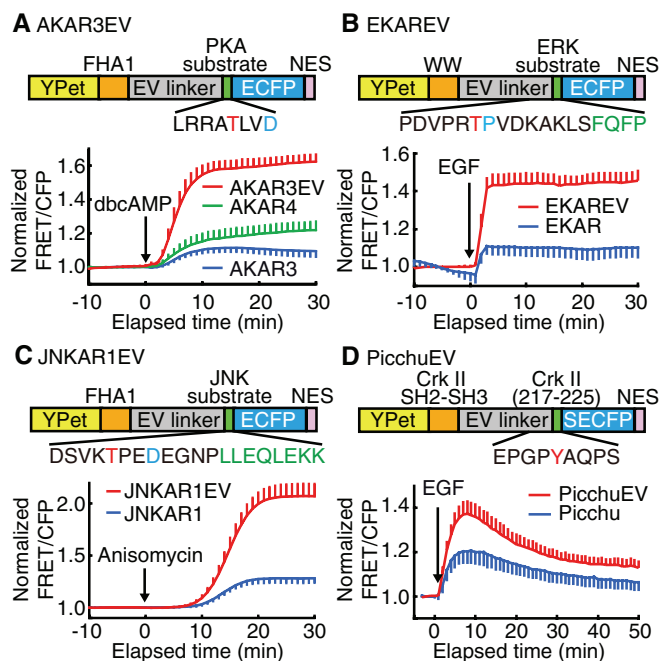 A AKAR3EV
PKA
substrate
FHA1
NES
YPet
EV linker
ECFP
LRRATLVD
Normalized
FRET/CFP
1.6
1.4
1.2
1.0
dbcAMP
AKAR3EV
AKAR4
AKAR3
-10 0 10 20 30
Elapsed time (min)
B EKAREV
ERK
substrate
WW
NES
YPet
EV linker
ECFP
PDVPRTPVDKAKLSFQFP
Normalized
FRET/CFP
1.6
1.4
1.2
1.0
EGF
EKAREV
EKAR
-10 0 10 20 30
Elapsed time (min)
C JNKAR1EV
JNK
substrate
FHA1
NES
YPet
EV linker
ECFP
DSVKTPEDEGNPLLEQLEKK
Normalized
FRET/CFP
2.0
1.5
1.0
JNKAR1EV
JNKAR1
Anisomycin
-10 0 10 20 30
Elapsed time (min)
D PicchuEV
Crk II
SH2-SH3
Crk II
(217-225)
NES
YPet
EV linker
SECFP
EPGPYAQPS
Normalized
FRET/CFP
1.4
1.2
1.0
EGF
PicchuEV
Picchu
0 10 20 30 40 50
Elapsed time (min)